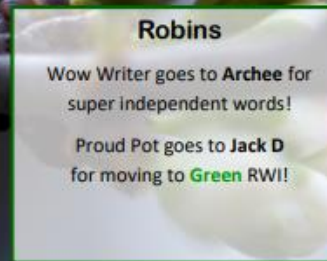 Robins
Wow Writer goes to Archee for
super independent words!
Proud Pot goes to Jack D
for moving to Green RWI!